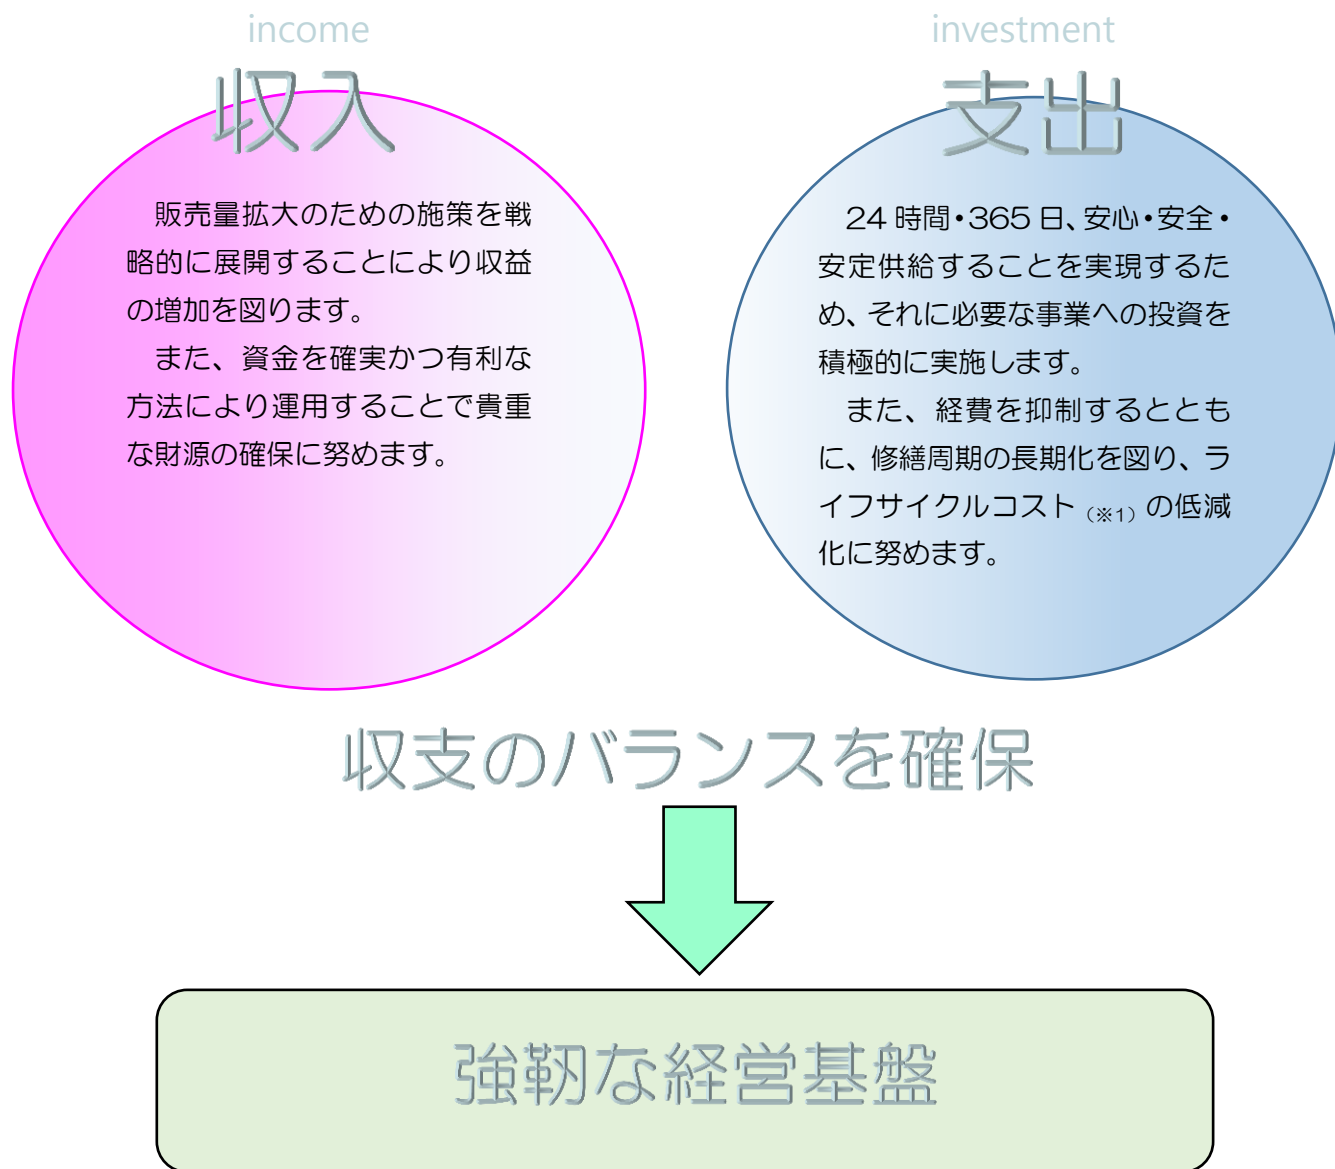 income
収入
販売量拡大のための施策を戦
略的に展開することにより収益
の増加を図ります。
また、資金を確実かつ有利な
方法により運用することで貴重
な財源の確保に努めます。
investment
支出
24 時間・365 日、安心・安全・
安定供給することを実現するた
め、それに必要な事業への投資を
積極的に実施します。
また、経費を抑制するととも
に、修繕周期の長期化を図り、ラ
イフサイクルコスト（※1）の低減
化に努めます。
収支のバランスを確保
強靭な経営基盤